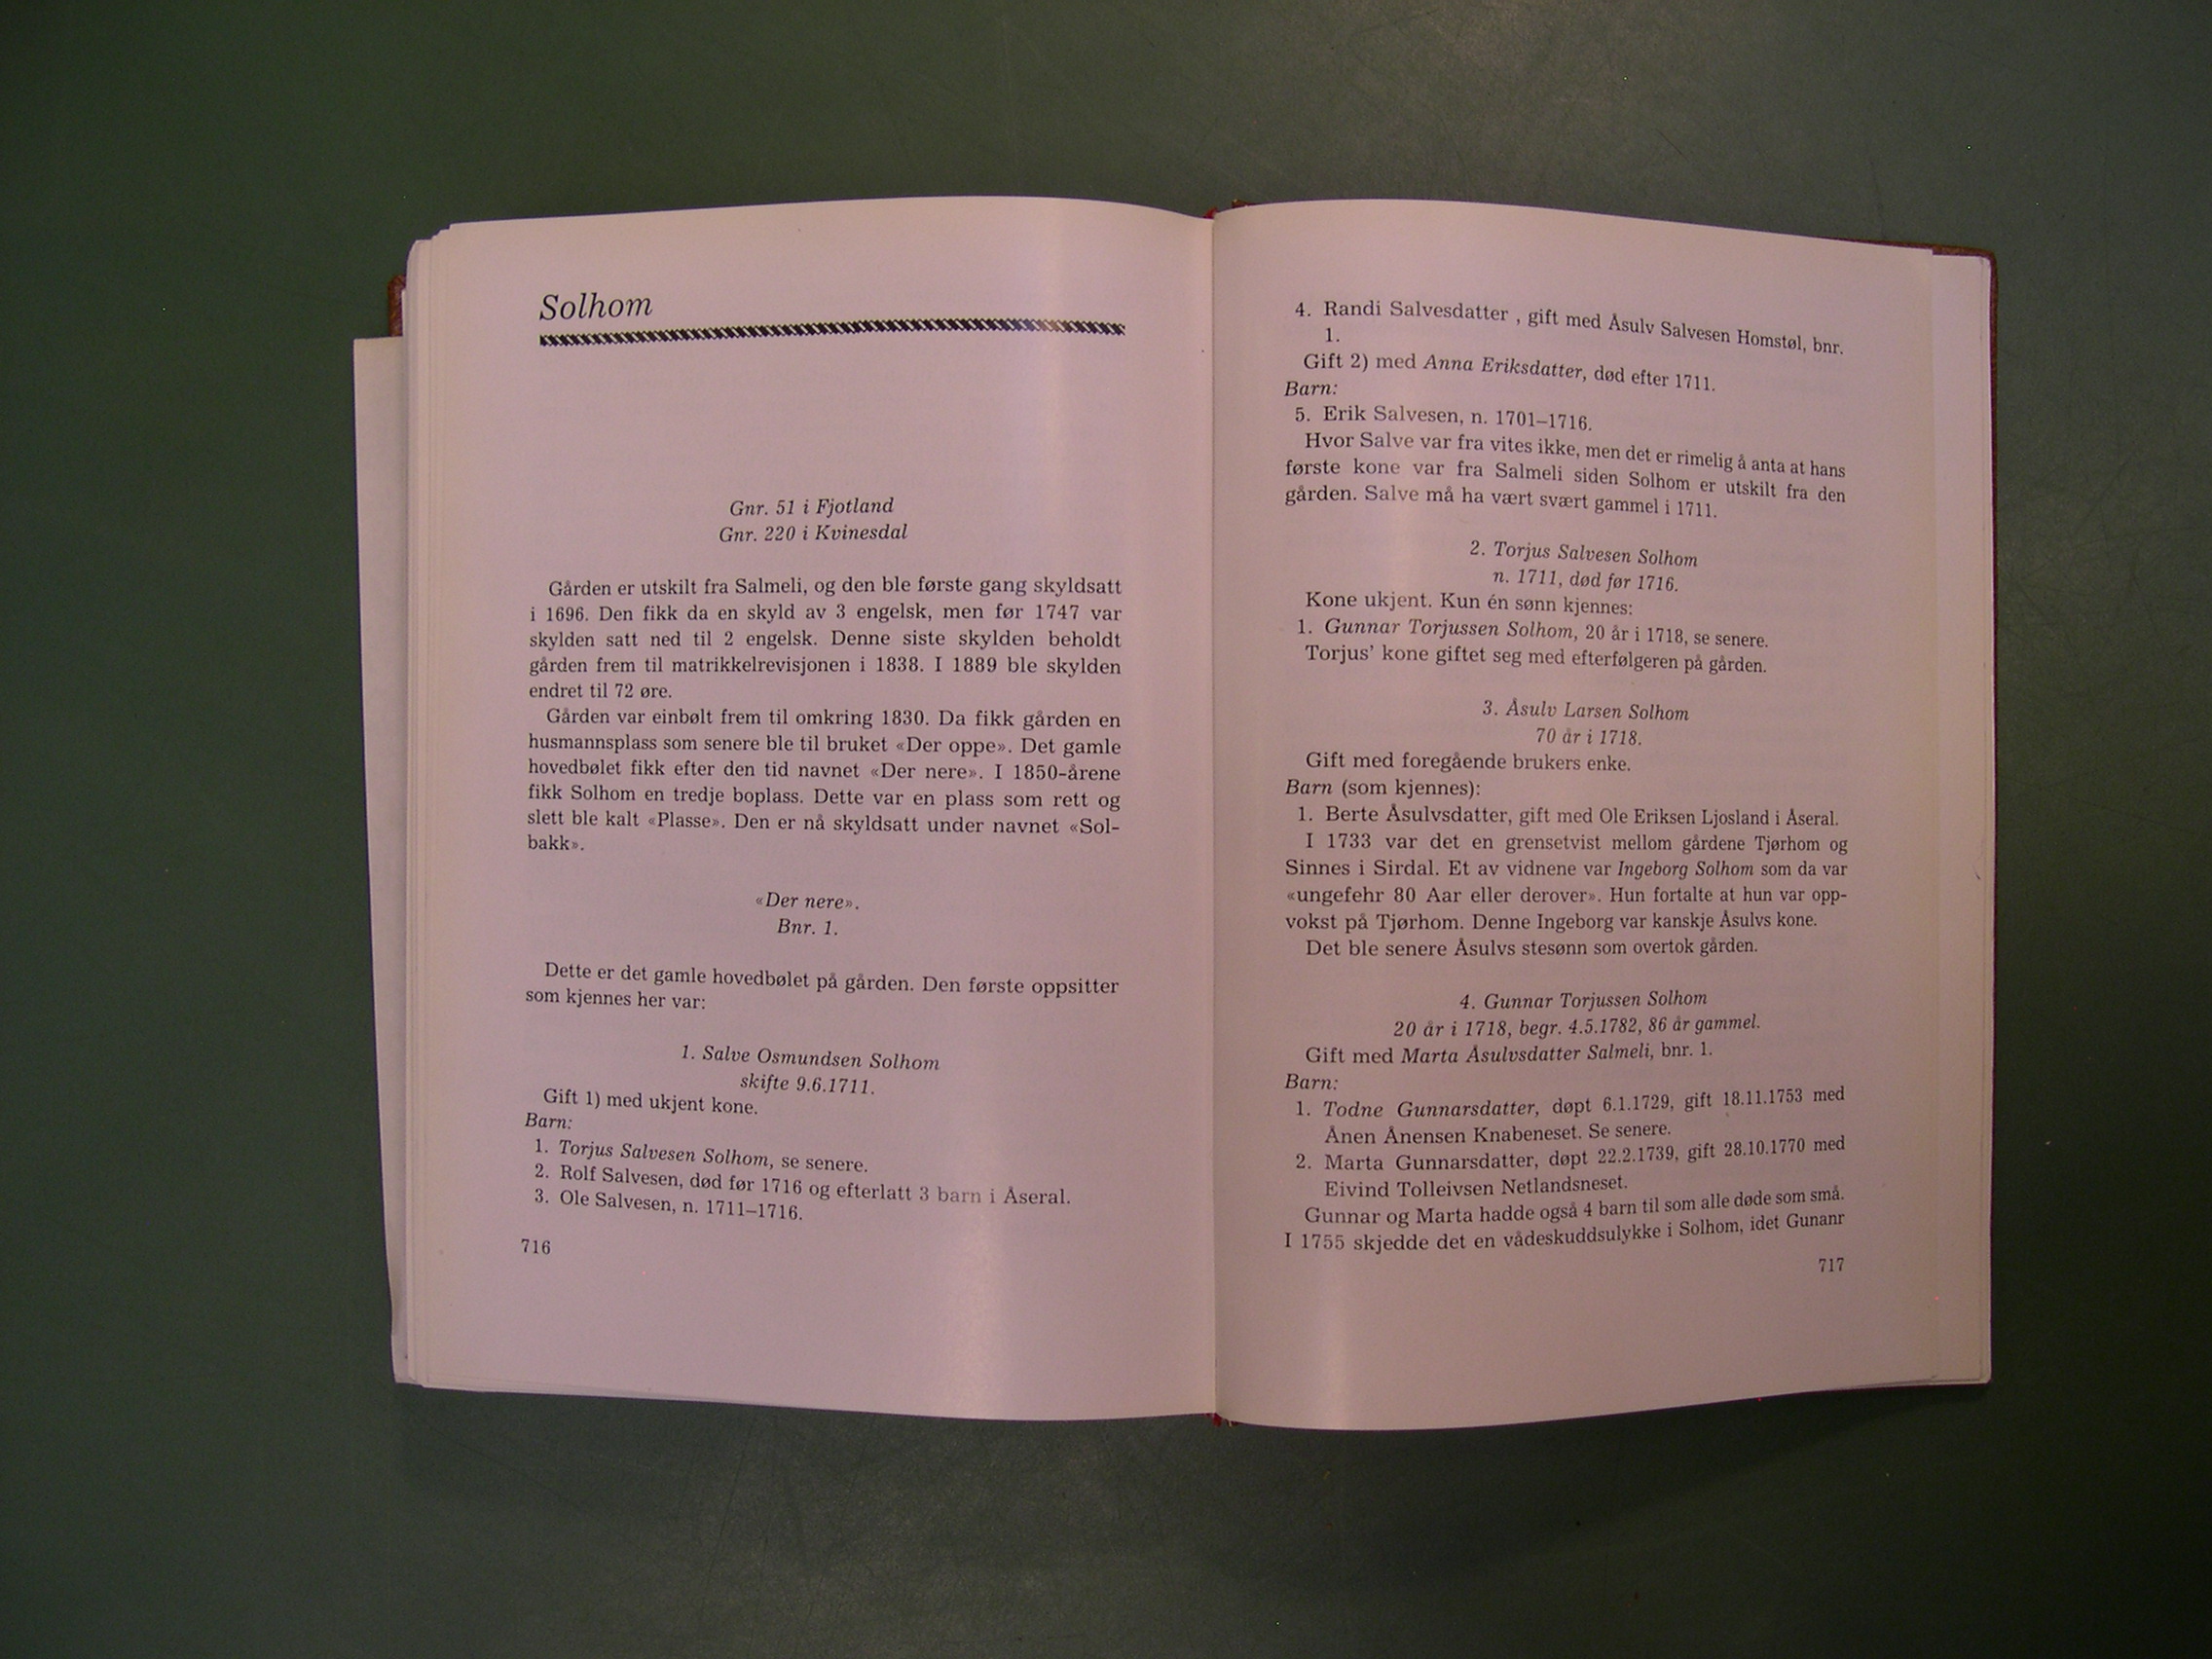 Solhom
Gnr. 51 i Fjotland
Gnr. 220 i Kvinesdal
Gården er utskilt fra Salmeli, og den ble første gang skyldsatt
i 1696. Den fikk da en skyld av 3 engelsk, men før 1747 var
skylden satt ned til 2 engelsk. Denne siste skylden beholdt
gården frem til matrikkelrevisjonen i 1838. I 1889 ble skylden
endret til 72 øre.
Gården var einbølt frem til omkring 1830. Da fikk gården en
husmannsplass som senere ble til bruket «Der oppe». Det gamle
hovedbølet fikk efter den tid navnet «Der nere». I 1850-årene
fikk Solhom en tredje boplass. Dette var en plass som rett og
slett ble kalt «Plasse». Den er nå skyldsatt under navnet «Sol-
bakk».
«Der nere».
Bnr. 1.
Dette er det gamle hovedbølet på gården. Den første oppsitter
som kjennes her var:
1. Salve Osmundsen Solhom
skifte 9.6.1711.
Gift 1) med ukjent kone.
Barn:
1. Torjus Salvesen Solhom, se senere.
2. Rolf Salvesen, død før 1716 og efterlatt 3 barn i Åseral.
3. Ole Salvesen, n. 1711–1716.
716
4. Randi Salvesdatter , gift med Åsulv Salvesen Homstøl, bnr.
1.
Gift 2) med Anna Eriksdatter, død efter 1711.
Barn:
5. Erik Salvesen, n. 1701–1716.
Hvor Salve var fra vites ikke, men det er rimelig å anta at hans
første kone var fra Salmeli siden Solhom er utskilt fra den
gården. Salve må ha vært svært gammel i 1711.
2. Torjus Salvesen Solhom
n. 1711, død før 1716.
Kone ukjent. Kun én sønn kjennes:
1. Gunnar Torjussen Solhom, 20 år i 1718, se senere.
Torjus' kone giftet seg med efterfølgeren på gården.
3. Åsulv Larsen Solhom
70 år i 1718.
Gift med foregående brukers enke.
Barn (som kjennes):
1. Berte Åsulvsdatter, gift med Ole Eriksen Ljosland i Åseral.
I 1733 var det en grensetvist mellom gårdene Tjørhom og
Sinnes i Sirdal. Et av vidnene var Ingeborg Solhom som da var
«ungefehr 80 Aar eller derover». Hun fortalte at hun var opp-
vokst på Tjørhom. Denne Ingeborg var kanskje Åsulvs kone.
Det ble senere Åsulvs stesønn som overtok gården.
4. Gunnar Torjussen Solhom
20 år i 1718, begr. 4.5.1782, 86 år gammel.
Gift med Marta Åsulvsdatter Salmeli, bnr. 1.
Barn:
1. Todne Gunnarsdatter, døpt 6.1.1729, gift 18.11.1753 med
Ånen Ånensen Knabeneset. Se senere.
2. Marta Gunnarsdatter, døpt 22.2.1739, gift 28.10.1770 med
Eivind Tolleivsen Netlandsneset.
Gunnar og Marta hadde også 4 barn til som alle døde som små.
I 1755 skjedde det en vådeskuddsulykke i Solhom, idet Gunanr
717